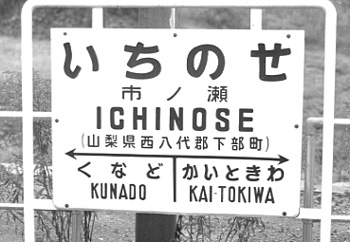 いちのせ
市ノ瀬
ICHINOSE
(山梨県西八代郡下部町)
くなど かいときわ
KUNADO KAI-TOKIWA